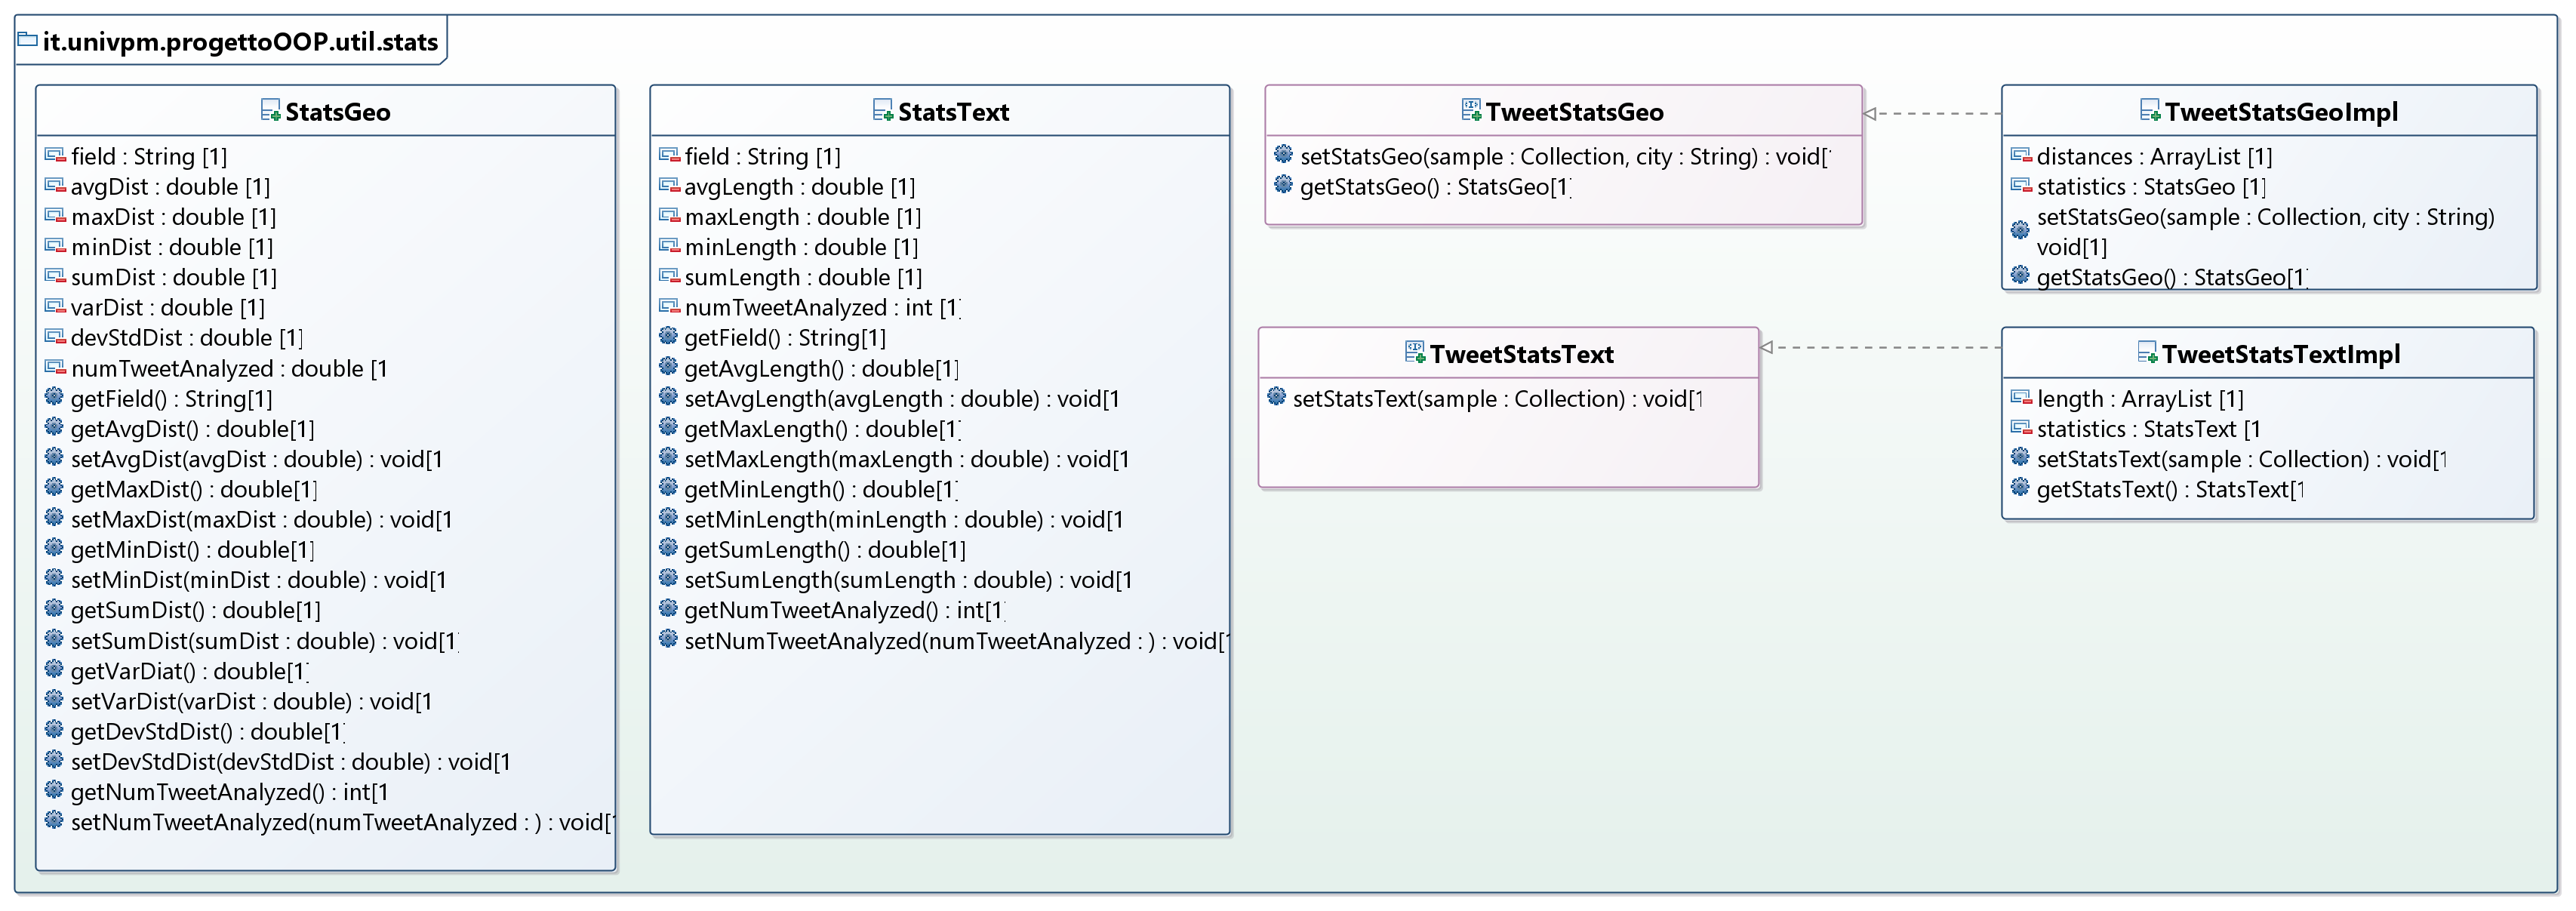 it.univpm.progettoOOP.util.stats
StatsGeo
field : String [1]
avgDist : double [1]
maxDist : double [1]
minDist : double [1]
sumDist : double [1]
varDist : double [1]
devStdDist : double [1]
numTweetAnalyzed : double [1
getField() : String[1]
getAvgDist() : double[1]
setAvgDist(avgDist : double) : void[1
getMaxDist() : double[1]
setMaxDist(maxDist : double) : void[1
getMinDist() : double[1]
setMinDist(minDist : double) : void[1
getSumDist() : double[1]
setSumDist(sumDist : double) : void[1]
getVarDiat() : double[1]
setVarDist(varDist : double) : void[1
getDevStdDist() : double[1]
setDevStdDist(devStdDist : double) : void[1
getNumTweetAnalyzed() : int[1
setNumTweetAnalyzed(numTweetAnalyzed : ) : void[1
StatsText
field : String [1]
avgLength : double [1]
maxLength : double [1]
minLength : double [1]
sumLength : double [1]
numTweetAnalyzed : int [1]
getField() : String[1]
getAvgLength() : double[1]
setAvgLength(avgLength : double) : void[1
getMaxLength() : double[1]
setMaxLength(maxLength : double) : void[1
getMinLength() : double[1]
setMinLength(minLength : double) : void[1
getSumLength() : double[1]
setSumLength(sumLength : double) : void[1
getNumTweetAnalyzed() : int[1]
setNumTweetAnalyzed(numTweetAnalyzed : ) : void[1
TweetStatsGeo
setStatsGeo(sample : Collection, city : String) : void[1
getStatsGeo() : StatsGeo[1]
TweetStatsGeoImpl
distances : ArrayList [1]
statistics : StatsGeo [1]
setStatsGeo(sample : Collection, city : String)
void[1]
getStatsGeo() : StatsGeo[1]
TweetStatsText
setStatsText(sample : Collection) : void[1
TweetStatsTextImpl
length : ArrayList [1]
statistics : StatsText [1
setStatsText(sample : Collection) : void[1
getStatsText() : StatsText[1